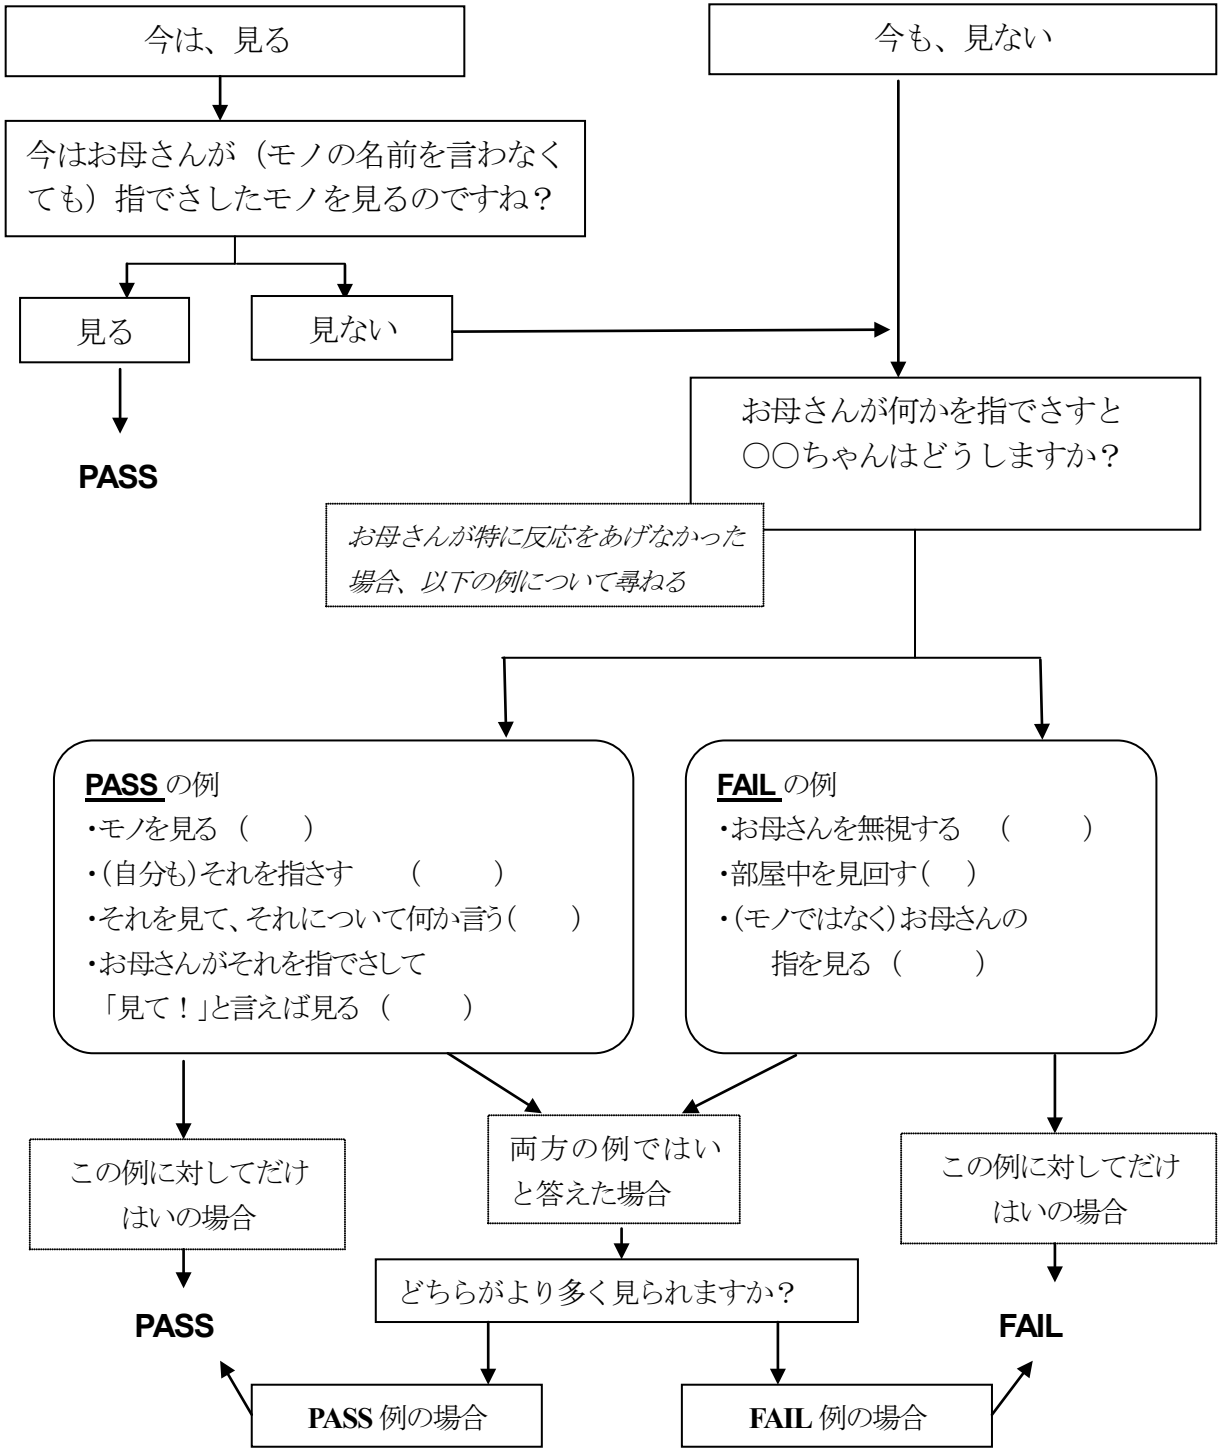 今は、見る
今も、見ない
今はお母さんが（モノの名前を言わなく
ても）指でさしたモノを見るのですね？
見る
見ない
PASS
お母さんが何かを指でさすと
○○ちゃんはどうしますか？
お母さんが特に反応をあげなかった
場合、以下の例について尋ねる
PASS の例
・モノを見る （　　）
・（自分も）それを指さす　　（　　　）
・それを見て、それについて何か言う（　　）
・お母さんがそれを指でさして
「見て！」と言えば見る （　　　）
FAIL の例
・お母さんを無視する　（　　　）
・部屋中を見回す（　）
・（モノではなく）お母さんの
指を見る （　　　）
この例に対してだけ
はいの場合
両方の例ではい
と答えた場合
この例に対してだけ
はいの場合
どちらがより多く見られますか？
PASS
FAIL
PASS 例の場合
FAIL 例の場合